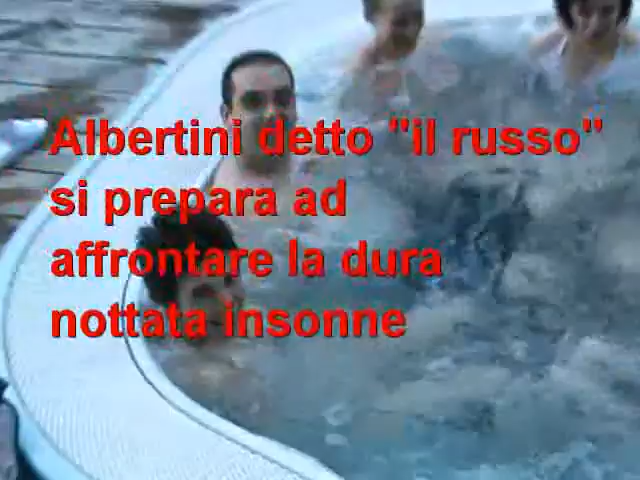 Albertini detto "il russo"
si prepara ad
affrontare la dura
nottata insonne